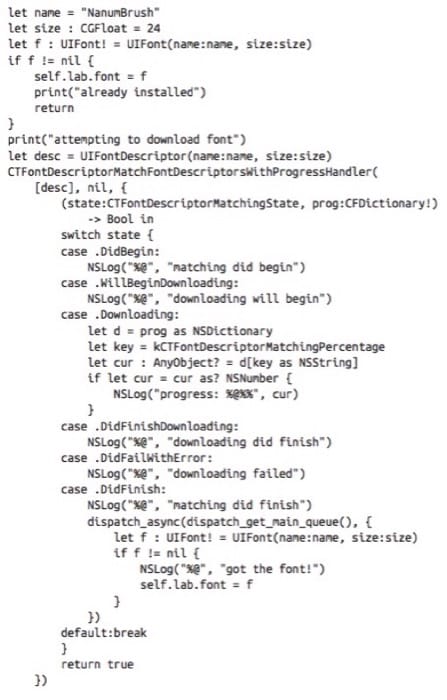 let name = "NanumBrush"
let size : CGFloat = 24
let f : UIFont! = UIFont(name:name, size:size)
if f != nil {
    self.lab.font = f
    print("already installed")
    return
}
print("attempting to download font")
let desc = UIFontDescriptor(name:name, size:size)
CTFontDescriptorMatchFontDescriptorsWithProgressHandler(
    [desc], nil, {
        (state:CTFontDescriptorMatchingState, prog:CFDictionary!)
            -> Bool in
        switch state {
        case .DidBegin:
            NSLog("%@", "matching did begin")
        case .WillBeginDownloading:
            NSLog("%@", "downloading will begin")
        case .Downloading:
            let d = prog as NSDictionary
            let key = kCTFontDescriptorMatchingPercentage
            let cur : AnyObject? = d[key as NSString]
            if let cur = cur as? NSNumber {
                NSLog("progress: %@%%", cur)
            }
        case .DidFinishDownloading:
            NSLog("%@", "downloading did finish")
        case .DidFailWithError:
            NSLog("%@", "downloading failed")
        case .DidFinish:
            NSLog("%@", "matching did finish")
            dispatch_async(dispatch_get_main_queue(), {
                let f : UIFont! = UIFont(name:name, size:size)
                if f != nil {
                    NSLog("%@", "got the font!")
                    self.lab.font = f
                }
            })
        default:break
        }
        return true
    })